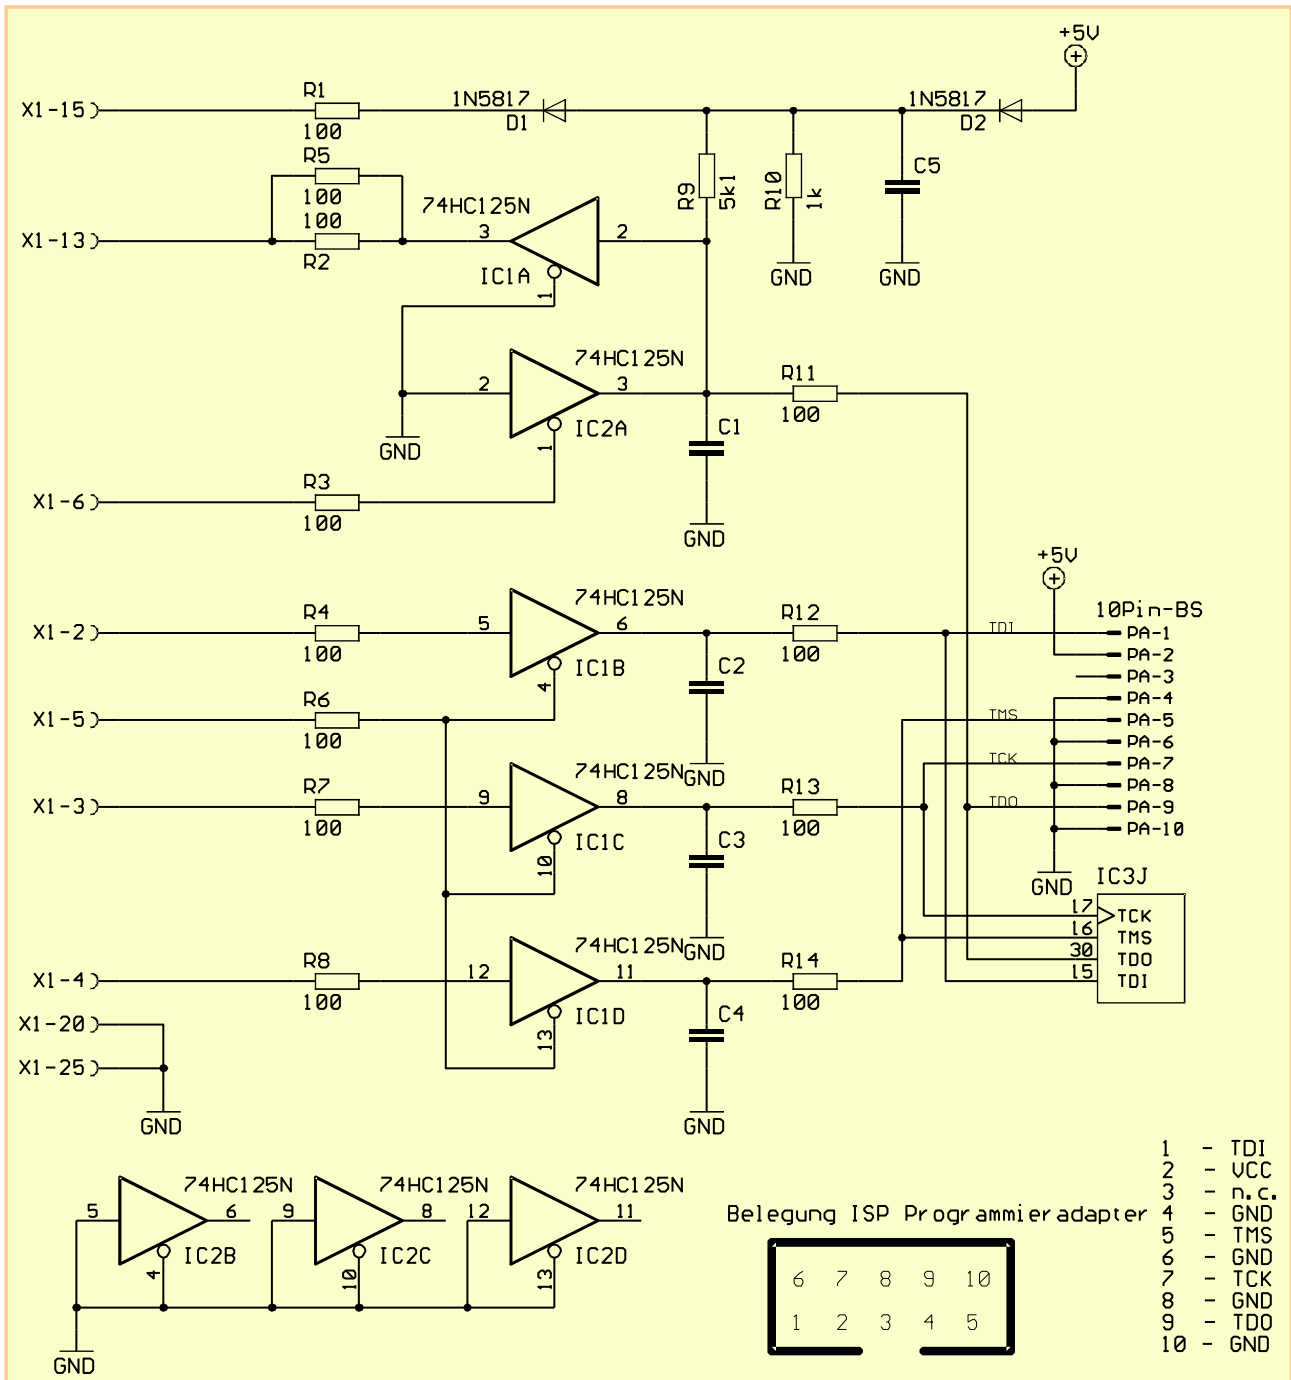 +5V
X1-15
R1
100
1N5817
D1
1N5817
D2
R5
100
100
R2
X1-13
74HC125N
3
2
IC1A
1
R9
5k1
R10
1k
C5
GND
GND
74HC125N
2
3
IC2A
1
GND
R11
100
C1
GND
X1-6
R3
100
+5V
X1-2
R4
100
74HC125N
5
6
IC1B
4
C2
GND
R12
100
TDI
10Pin-BS
PA-1
PA-2
PA-3
PA-4
PA-5
PA-6
PA-7
PA-8
PA-9
PA-10
TMS
TCK
TDO
GND
X1-5
R6
100
X1-3
R7
100
74HC125N
9
8
IC1C
10
C3
GND
R13
100
IC3J
17
TCK
16
TMS
30
TDO
15
TDI
X1-4
R8
100
74HC125N
12
11
IC1D
13
C4
GND
R14
100
X1-20
X1-25
GND
74HC125N
5
6
IC2B
4
74HC125N
9
8
IC2C
10
74HC125N
12
11
IC2D
13
GND
Belegung ISP Programmieradapter
6 7 8 9 10
1 2 3 4 5
1 - TDI
2 - VCC
3 - n.c.
4 - GND
5 - TMS
6 - GND
7 - TCK
8 - GND
9 - TDO
10 - GND